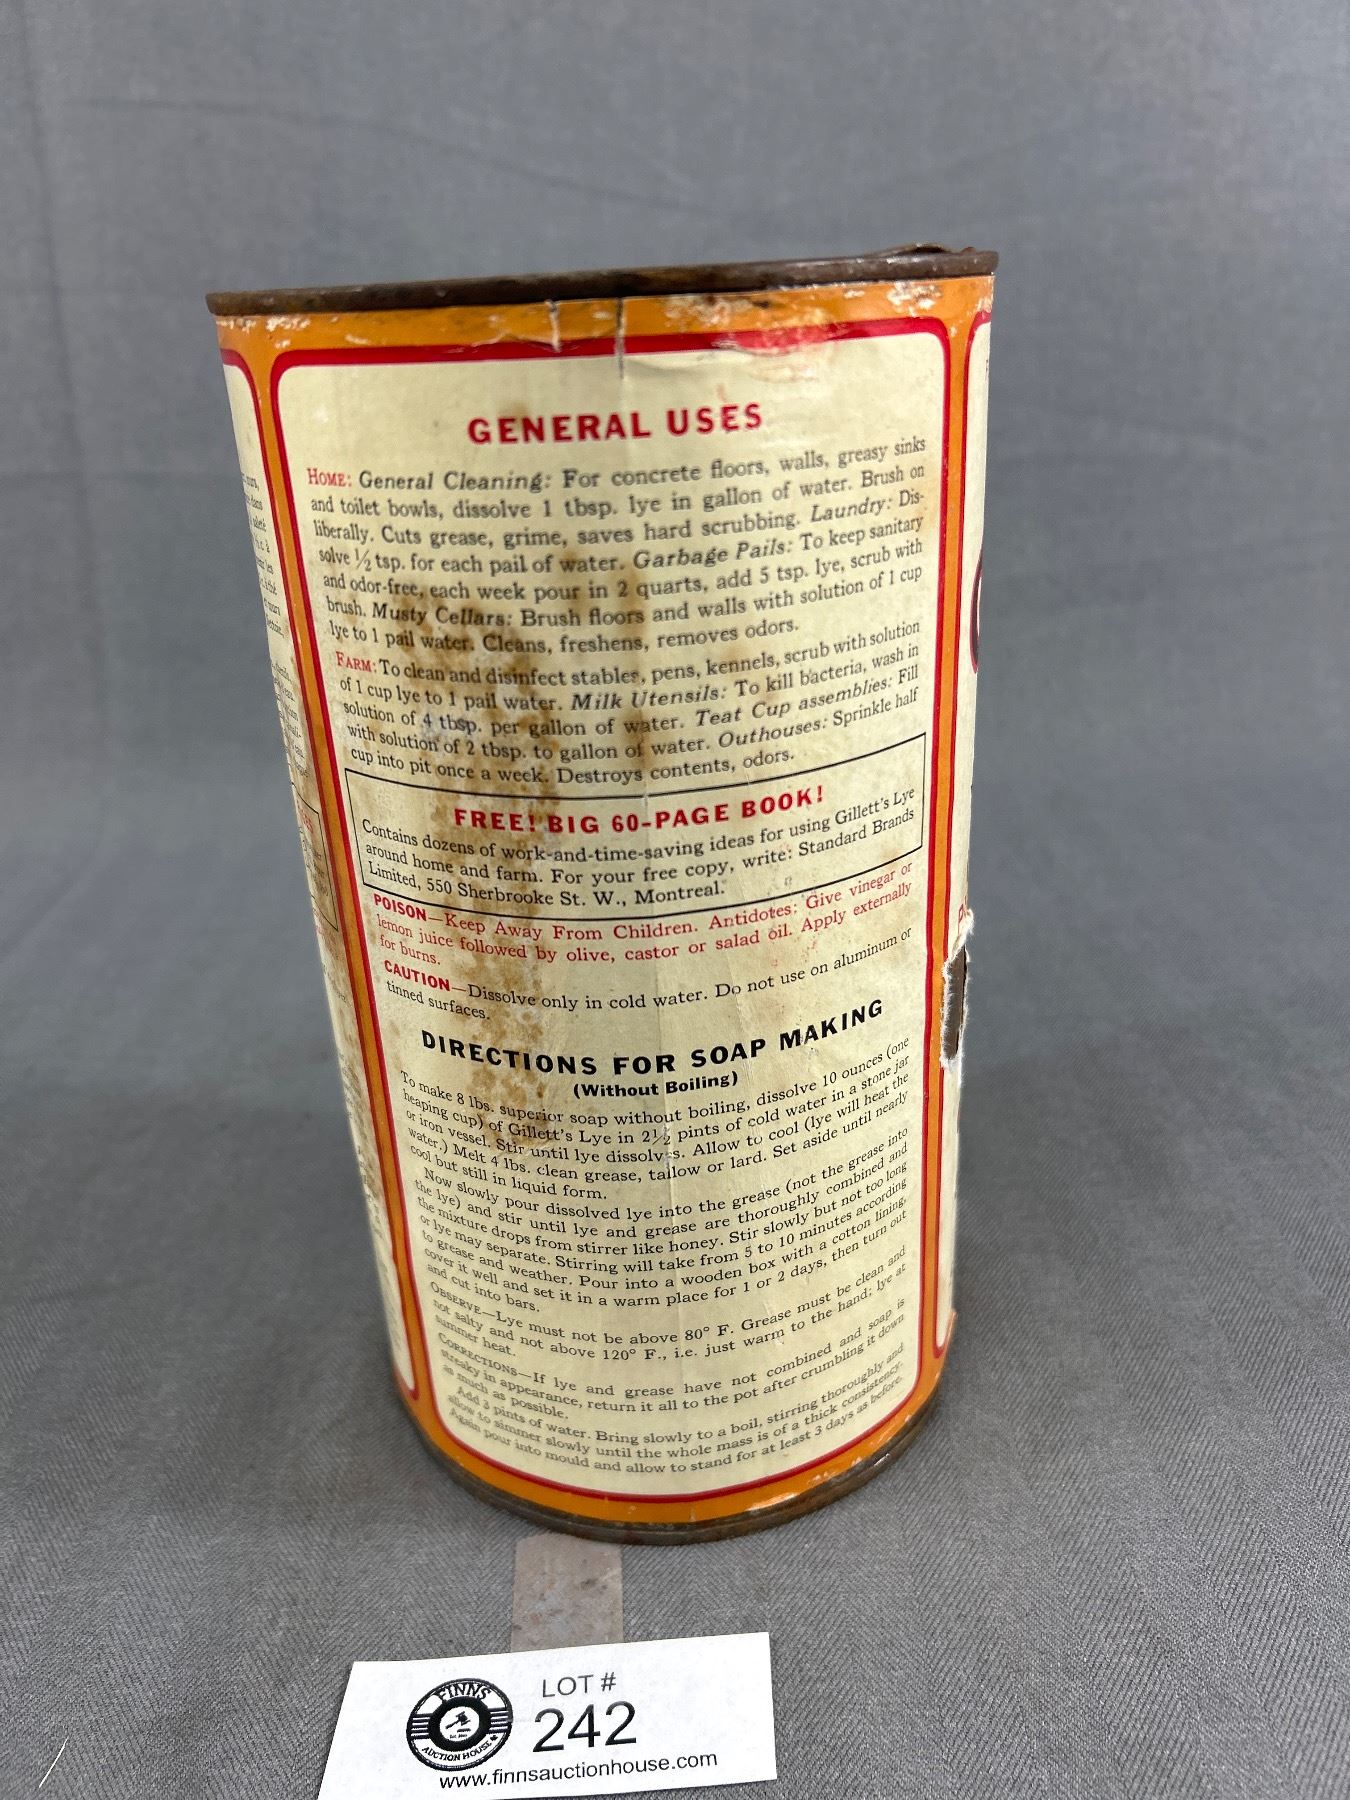 GENERAL USES
HOME: General Cleaning: For concrete floors, walls, greasy sinks
and toilet bowls, dissolve 1 tbsp. lye in gallon of water. Brush on
liberally. Cuts grease, grime, saves hard scrubbing. Laundry: Dis-
solve ½ tsp. for each pail of water. Garbage Pails: To keep sanitary
and odor-free, each week pour in 2 quarts, add 5 tsp. lye, scrub with
brush. Musty Cellars: Brush floors and walls with solution of 1 cup
lye to 1 pail water. Cleans, freshens, removes odors.
FARM: To clean and disinfect stables, pens, kennels, scrub with solution
of 1 cup lye to 1 pail water. Milk Utensils: To kill bacteria, wash in
solution of 4 tbsp. per gallon of water. Teat Cup assemblies: Fill
with solution of 2 tbsp. to gallon of water. Outhouses: Sprinkle half
cup into pit once a week. Destroys contents, odors.
FREE! BIG 60-PAGE BOOK!
Contains dozens of work-and-time-saving ideas for using Gillett's Lye
around home and farm. For your free copy, write: Standard Brands
Limited, 550 Sherbrooke St. W., Montreal.
POISON—Keep Away From Children. Antidotes: Give vinegar or
lemon juice followed by olive, castor or salad oil. Apply externally
for burns.
CAUTION—Dissolve only in cold water. Do not use on aluminum or
tinned surfaces.
DIRECTIONS FOR SOAP MAKING
(Without Boiling)
To make 8 lbs. superior soap without boiling, dissolve 10 ounces (one
heaping cup) of Gillett's Lye in 2½ pints of cold water in a stone jar
or iron vessel. Stir until lye dissolves. Allow to cool (lye will heat the
water.) Melt 4 lbs. clean grease, tallow or lard. Set aside until nearly
cool but still in liquid form.
Now slowly pour dissolved lye into the grease (not the grease into
the lye) and stir until lye and grease are thoroughly combined and
the mixture drops from stirrer like honey. Stir slowly but not too long
or lye may separate. Stirring will take from 5 to 10 minutes according
to grease and weather. Pour into a wooden box with a cotton lining,
cover it well and set it in a warm place for 1 or 2 days, then turn out
and cut into bars.
OBSERVE—Lye must not be above 80° F. Grease must be clean and
not salty and not above 120° F., i.e. just warm to the hand; lye at
summer heat.
CORRECTIONS—If lye and grease have not combined and soap is
streaky in appearance, return it all to the pot after crumbling it down
as much as possible.
Add 3 pints of water. Bring slowly to a boil, stirring thoroughly and
allow to simmer slowly until the whole mass is of a thick consistency.
Again pour into mould and allow to stand for at least 3 days as before.
FINNS
AUCTION HOUSE
LOT #
242
www.finnsauctionhouse.com